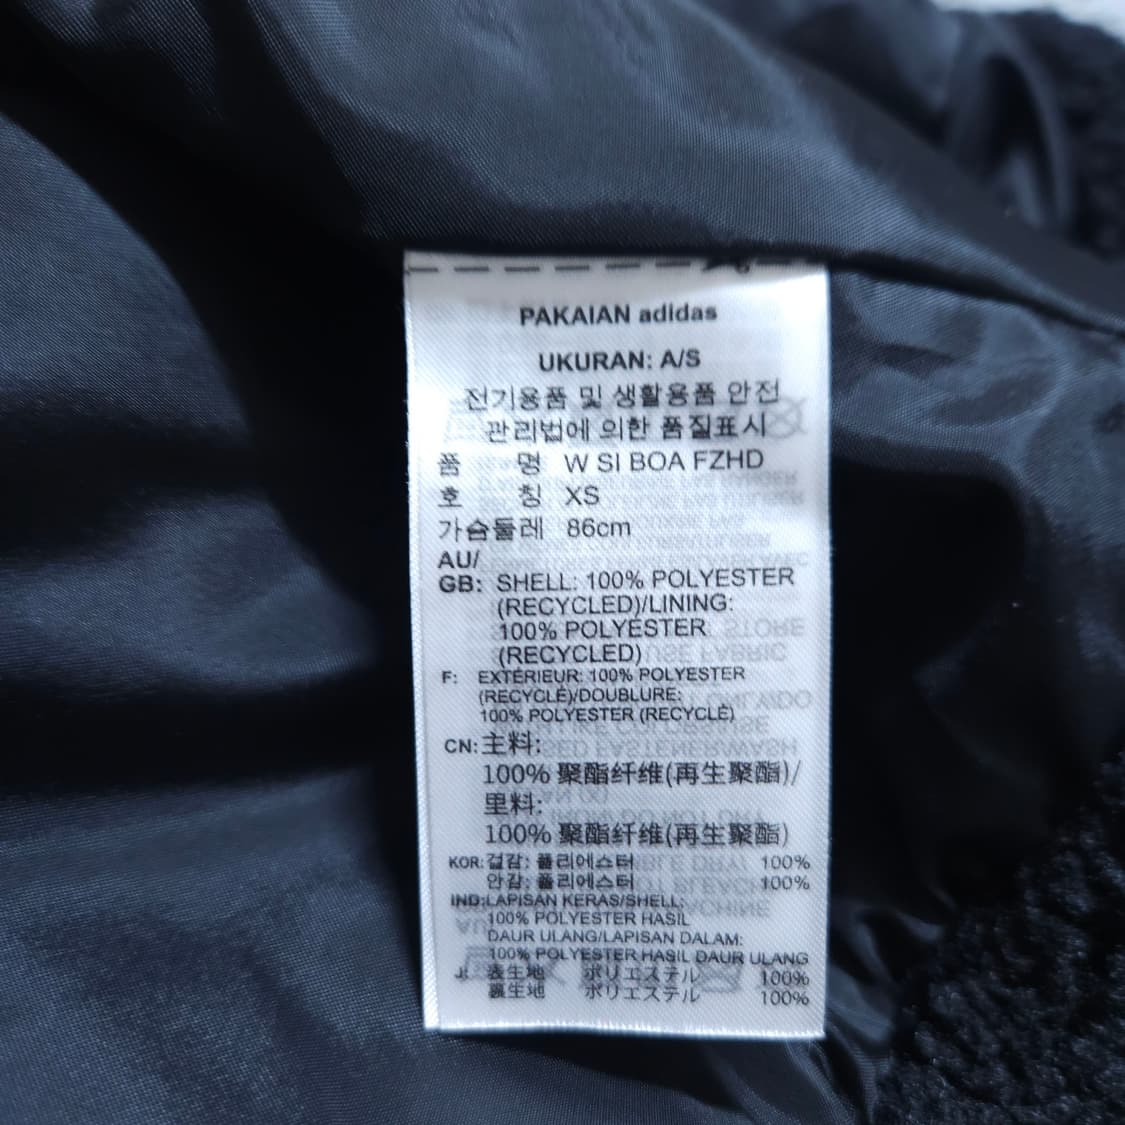 PAKAIAN adidas
UKURAN: A/S
전기용품 및 생활용품 안전
관리법에 의한 품질표시
품 명 W SI BOA FZHD
호 칭 XS
가슴둘레 86cm
AU/
GB: SHELL: 100% POLYESTER
(RECYCLED)/LINING:
100% POLYESTER
(RECYCLED)
F: EXTÉRIEUR: 100% POLYESTER
(RECYCLÉ)/DOUBLURE:
100% POLYESTER (RECYCLÉ)
CN: 主料:
100% 聚酯纤维(再生聚酯)/
里料:
100% 聚酯纤维(再生聚酯)
KOR: 겉감: 폴리에스터 100%
안감: 폴리에스터 100%
IND: LAPISAN KERAS/SHELL:
100% POLYESTER HASIL
DAUR ULANG/LAPISAN DALAM:
100% POLYESTER HASIL DAUR ULANG
J: 表生地 ポリエステル 100%
裏生地 ポリエステル 100%